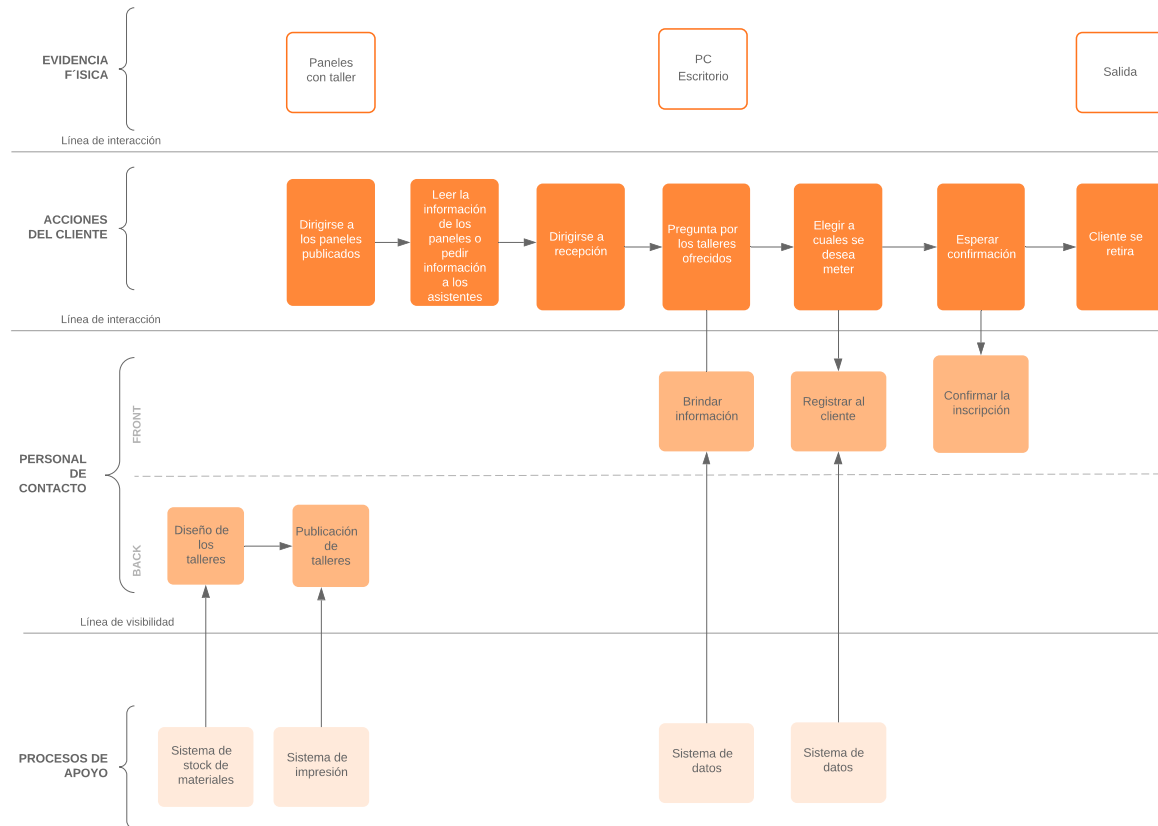 EVIDENCIA
F´ISICA
Paneles
con taller
PC
Escritorio
Salida
Línea de interacción
ACCIONES
DEL CLIENTE
Dirigirse a
los paneles
publicados
Leer la
información
de los
paneles o
pedir
información
a los
asistentes
Dirigirse a
recepción
Pregunta por
los talleres
ofrecidos
Elegir a
cuales se
desea
meter
Esperar
confirmación
Cliente se
retira
Línea de interacción
PERSONAL
DE
CONTACTO
FRONT
Brindar
información
Registrar al
cliente
Confirmar la
inscripción
BACK
Diseño de
los
talleres
Publicación
de
talleres
Línea de visibilidad
PROCESOS DE
APOYO
Sistema de
stock de
materiales
Sistema de
impresión
Sistema de
datos
Sistema de
datos